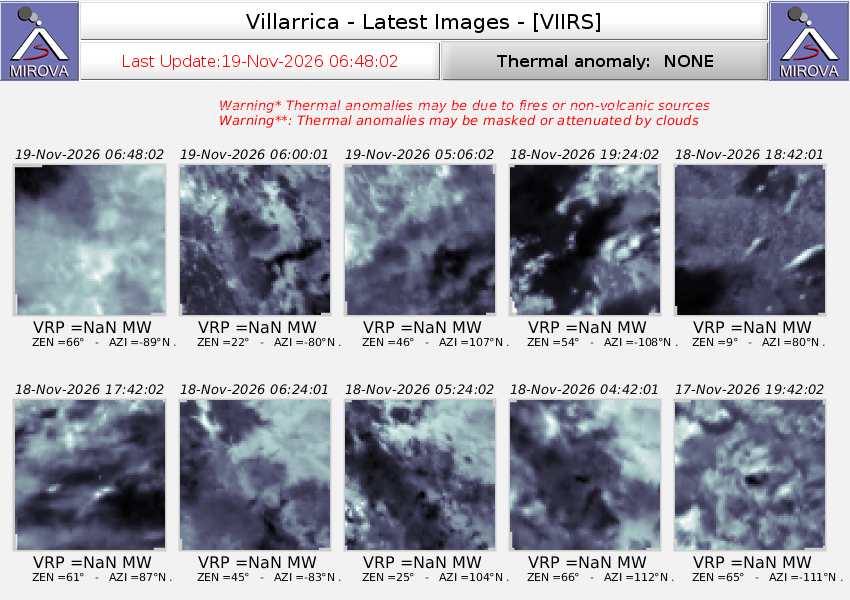 Villarrica - Latest Images - [VIIRS]
MIROVA
MIROVA
Last Update:19-Nov-2026 06:48:02
Thermal anomaly: NONE
Warning* Thermal anomalies may be due to fires or non-volcanic sources
Warning**: Thermal anomalies may be masked or attenuated by clouds
19-Nov-2026 06:48:02 19-Nov-2026 06:00:01 19-Nov-2026 05:06:02 18-Nov-2026 19:24:02 18-Nov-2026 18:42:01
VRP =NaN MW VRP =NaN MW VRP =NaN MW VRP =NaN MW VRP =NaN MW
ZEN =66° - AZI =-89°N . ZEN =22° - AZI =-80°N . ZEN =46° - AZI =107°N . ZEN =54° - AZI =-108°N . ZEN =9° - AZI =80°N .
18-Nov-2026 17:42:02 18-Nov-2026 06:24:01 18-Nov-2026 05:24:02 18-Nov-2026 04:42:01 17-Nov-2026 19:42:02
VRP =NaN MW VRP =NaN MW VRP =NaN MW VRP =NaN MW VRP =NaN MW
ZEN =61° - AZI =87°N . ZEN =45° - AZI =-83°N . ZEN =25° - AZI =104°N . ZEN =66° - AZI =112°N . ZEN =65° - AZI =-111°N .